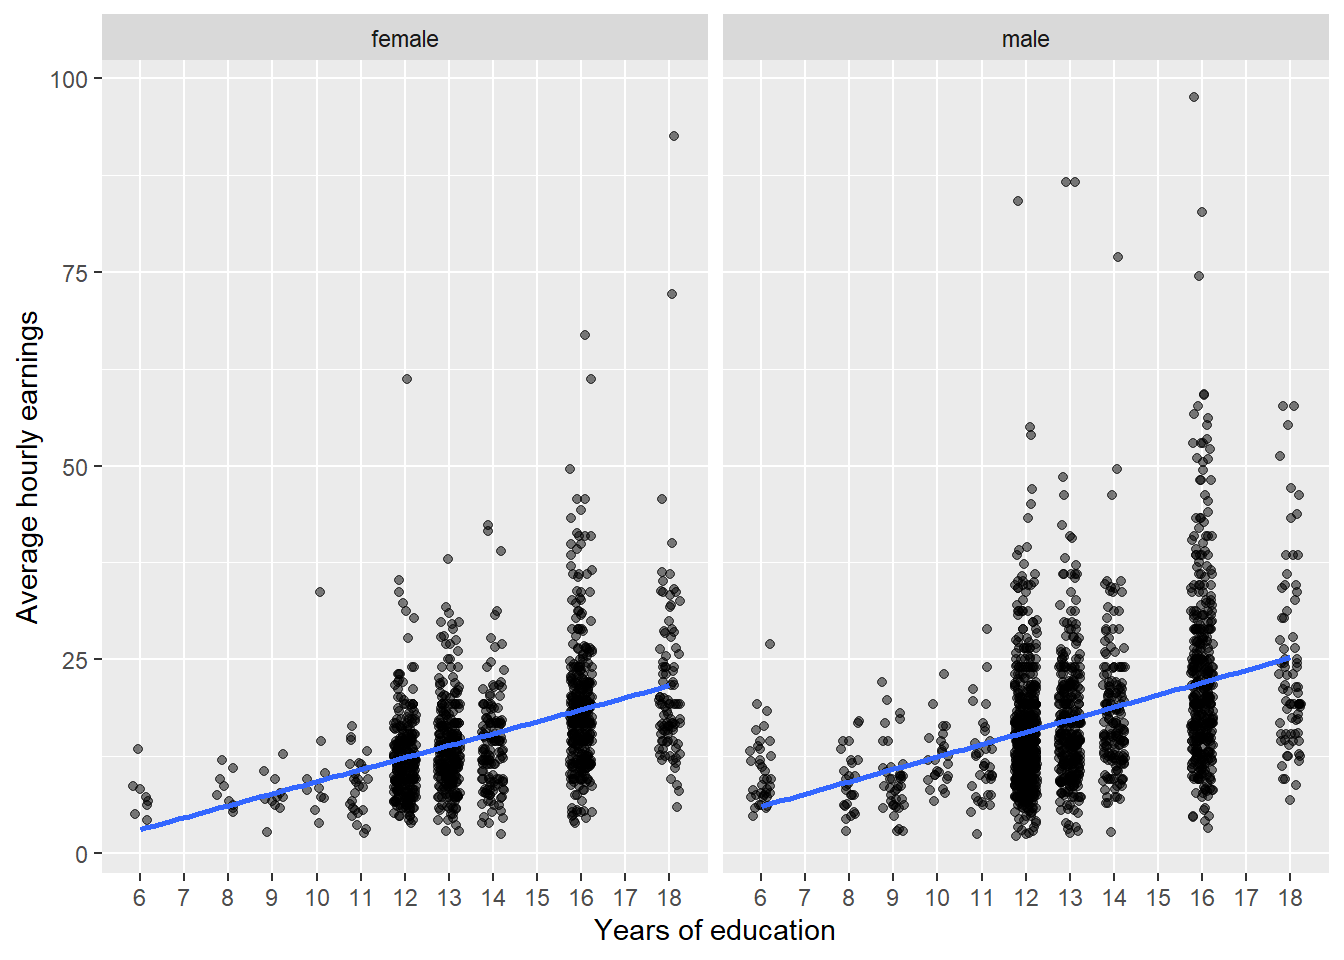 female male
100
75
50
25
0
Average hourly earnings
6 7 8 9 10 11 12 13 14 15 16 17 18 6 7 8 9 10 11 12 13 14 15 16 17 18
Years of education